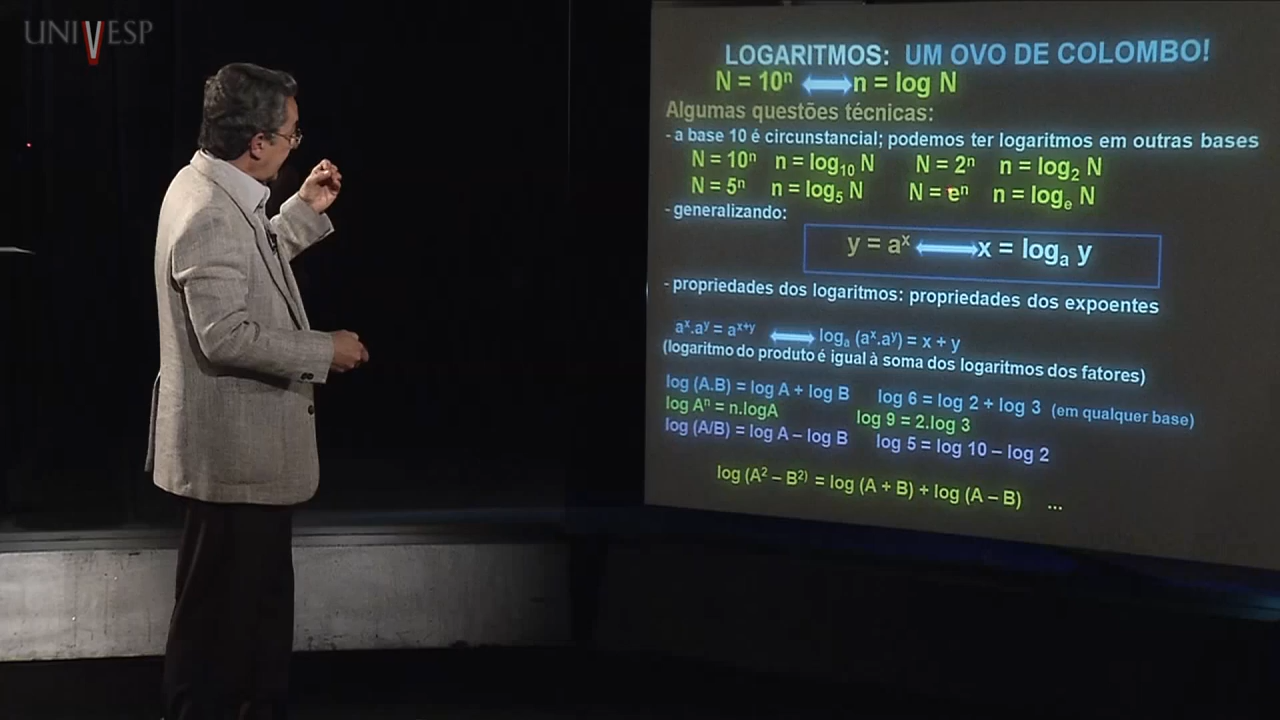 UNIVESP
LOGARITMOS: UM OVO DE COLOMBO!
N = 10ⁿ ⟷ n = log N
Algumas questões técnicas:
- a base 10 é circunstancial; podemos ter logaritmos em outras bases
N = 10ⁿ n = log₁₀ N N = 2ⁿ n = log₂ N
N = 5ⁿ n = log₅ N N = eⁿ n = logₑ N
- generalizando:
y = aˣ ⟷ x = logₐ y
- propriedades dos logaritmos: propriedades dos expoentes
aˣ.aʸ = aˣ⁺ʸ ⟷ logₐ (aˣ.aʸ) = x + y
(logaritmo do produto é igual à soma dos logaritmos dos fatores)
log (A.B) = log A + log B log 6 = log 2 + log 3 (em qualquer base)
log Aⁿ = n.logA log 9 = 2.log 3
log (A/B) = log A – log B log 5 = log 10 – log 2
log (A² – B²⁾ = log (A + B) + log (A – B) ...